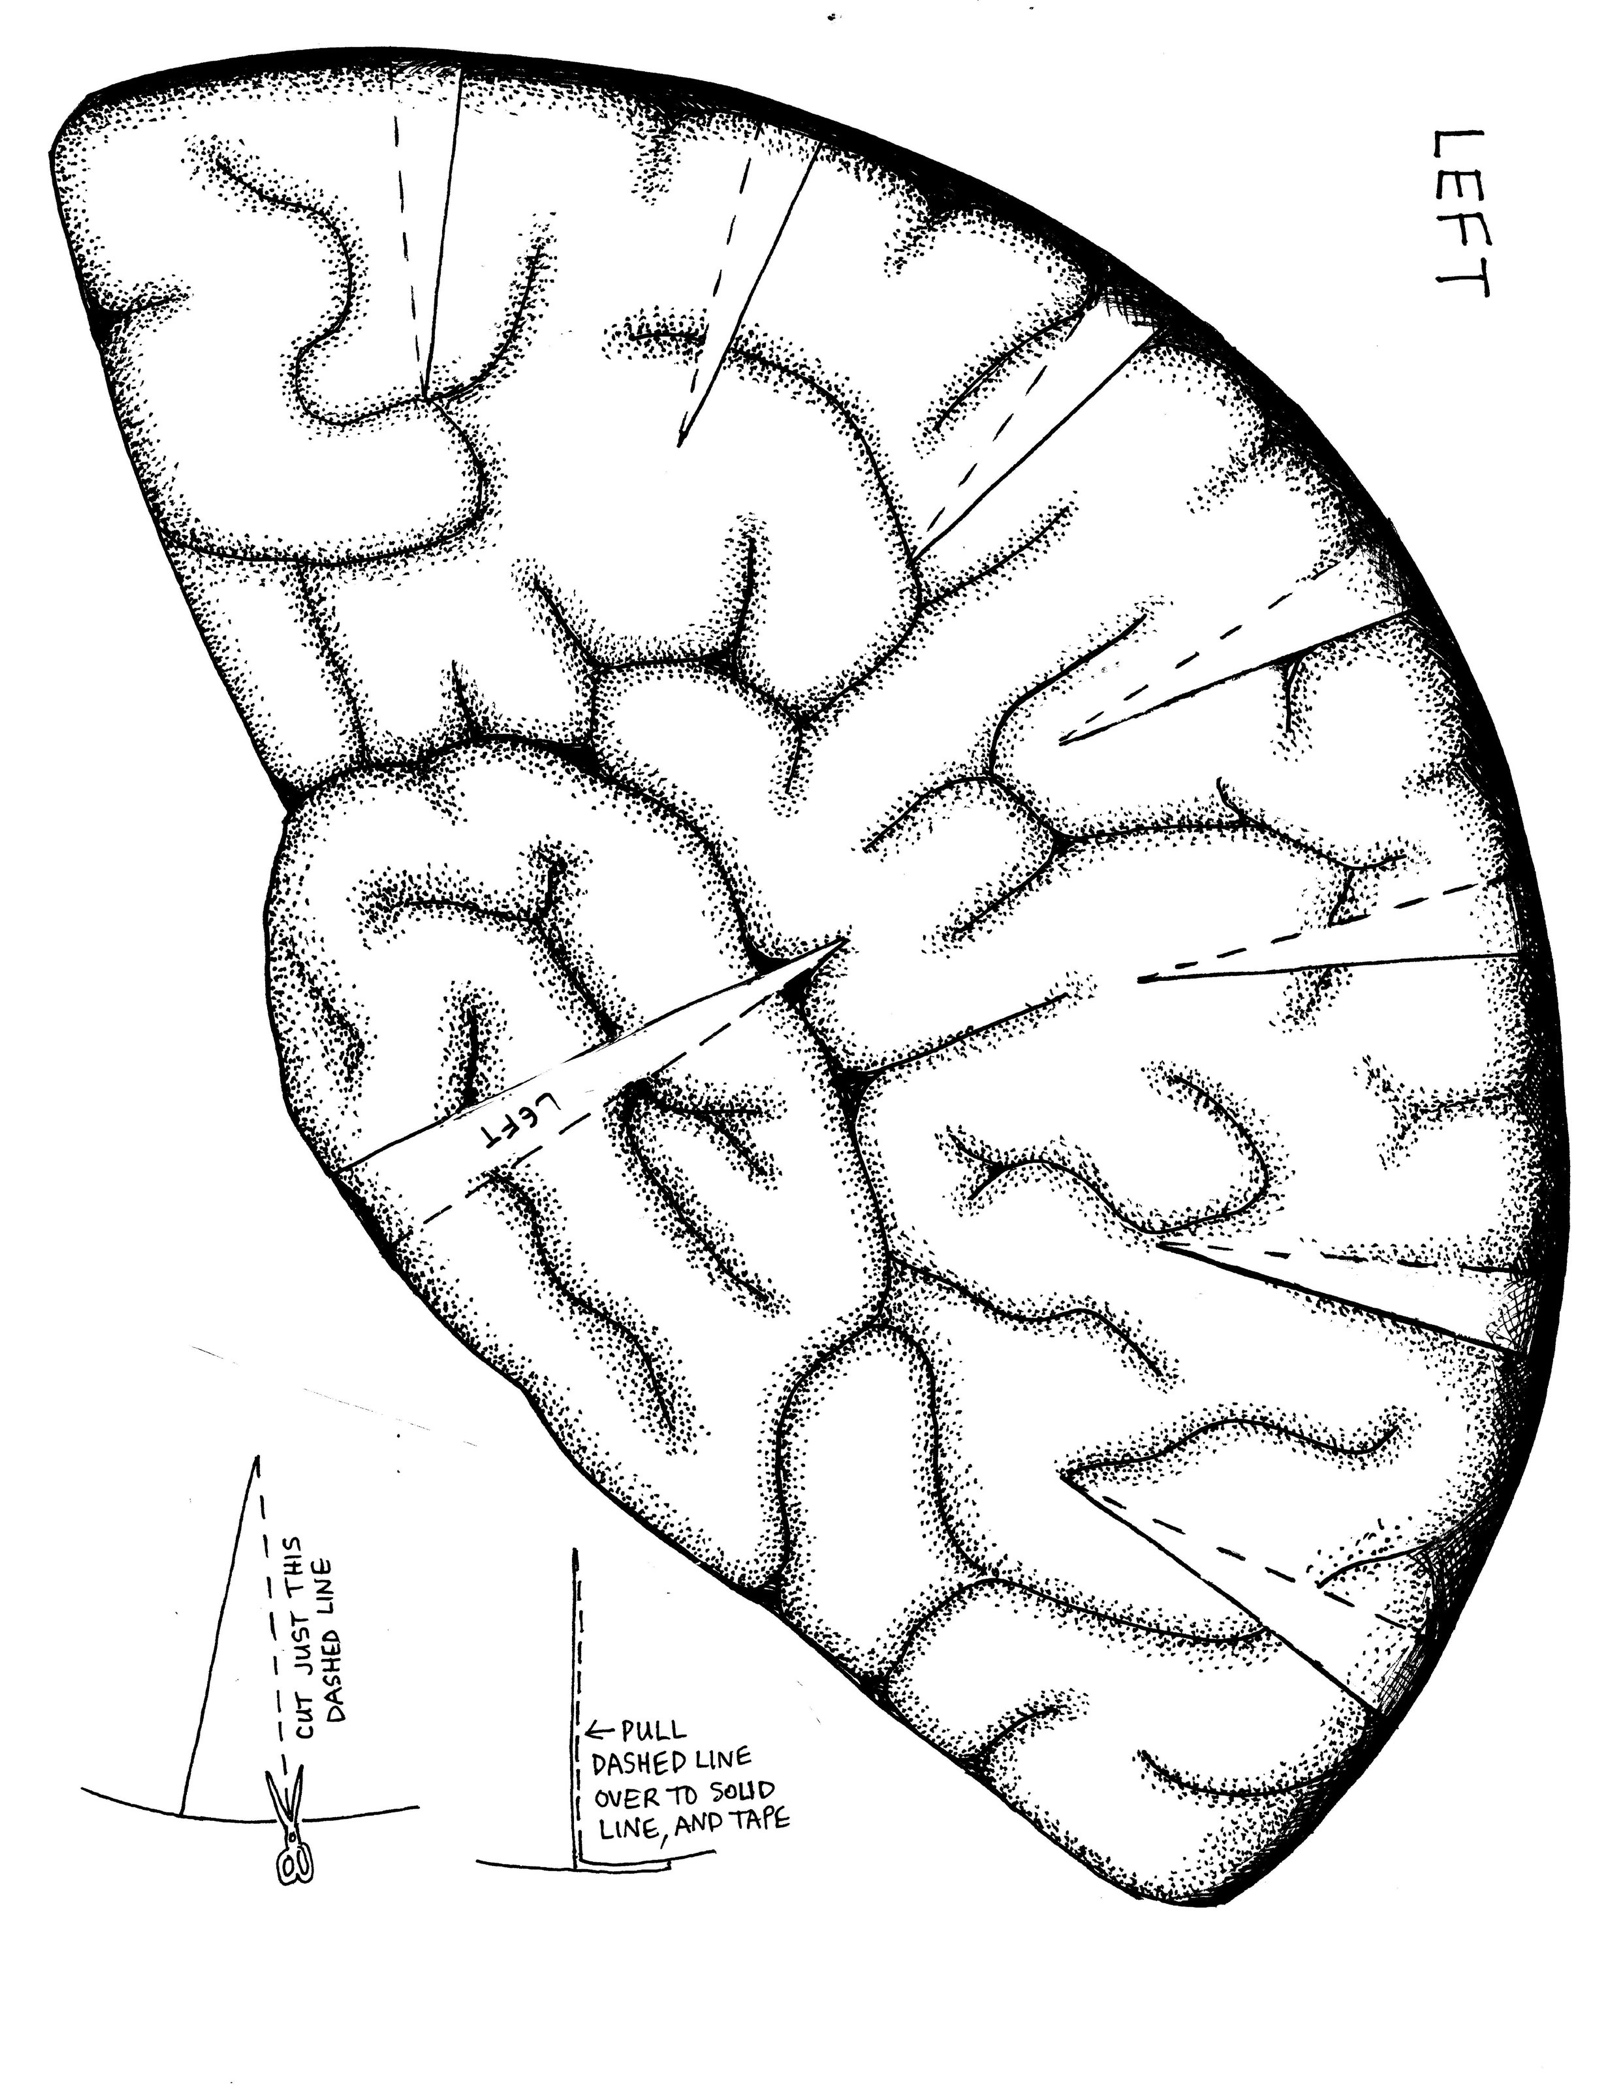 LEFT
LEFT
CUT JUST THIS
DASHED LINE
← PULL
DASHED LINE
OVER TO SOLID
LINE, AND TAPE